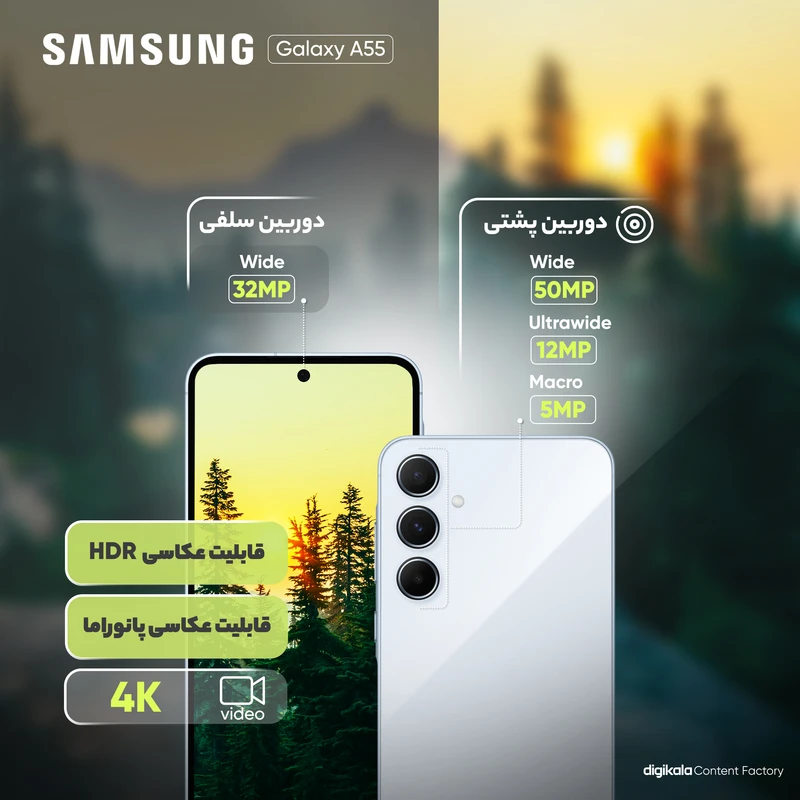 SAMSUNG Galaxy A55
دوربین سلفی
Wide
32MP
دوربین پشتی
Wide
50MP
Ultrawide
12MP
Macro
5MP
قابلیت عکاسی HDR
قابلیت عکاسی پانوراما
4K video
digikala Content Factory